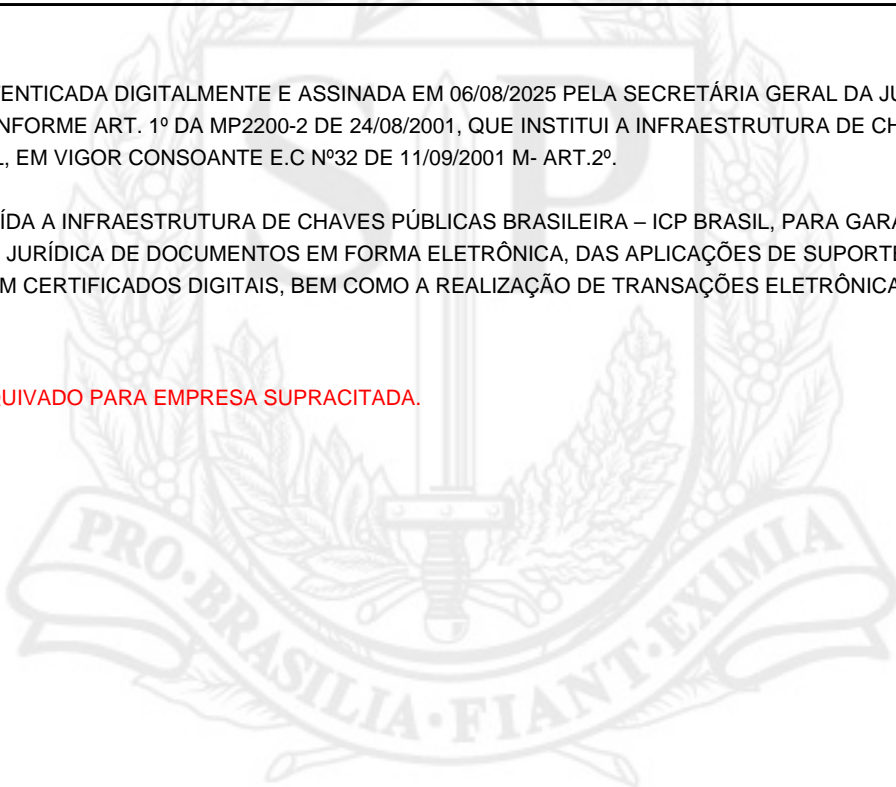 ENTICADA DIGITALMENTE E ASSINADA EM 06/08/2025 PELA SECRETÁRIA GERAL DA JU
NFORME ART. 1º DA MP2200-2 DE 24/08/2001, QUE INSTITUI A INFRAESTRUTURA DE CH
L, EM VIGOR CONSOANTE E.C Nº32 DE 11/09/2001 M- ART.2º.
ÍDA A INFRAESTRUTURA DE CHAVES PÚBLICAS BRASILEIRA – ICP BRASIL, PARA GARA
JURÍDICA DE DOCUMENTOS EM FORMA ELETRÔNICA, DAS APLICAÇÕES DE SUPORTE
M CERTIFICADOS DIGITAIS, BEM COMO A REALIZAÇÃO DE TRANSAÇÕES ELETRÔNICA
UIVADO PARA EMPRESA SUPRACITADA.
SP
PRO·BRASILIA·FIANT·EXIMIA